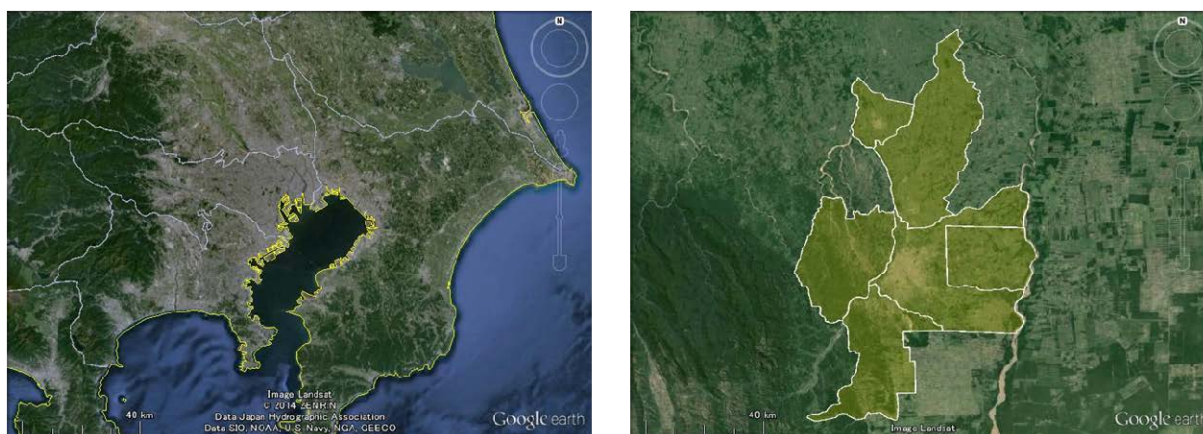 N
40 km
Image Landsat
© 2014 ZENRIN
Data Japan Hydrographic Association
Data SIO, NOAA, U.S. Navy, NGA, GEBCO
Google earth
N
40 km
Image Landsat
Google earth